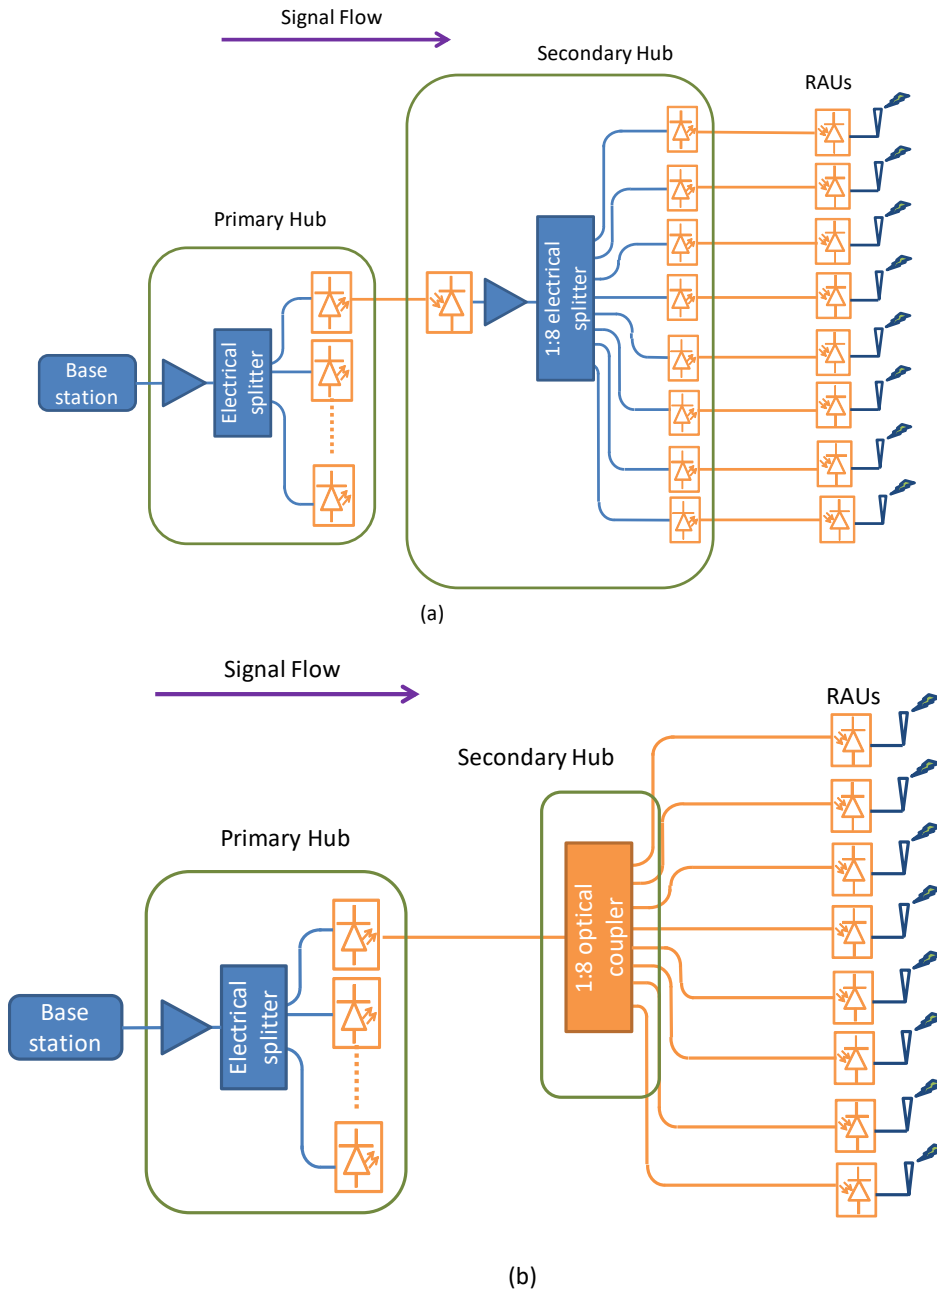 Signal Flow
Secondary Hub
RAUs
Primary Hub
Base
station
Electrical
splitter
1:8 electrical
splitter
(a)
Signal Flow
RAUs
Secondary Hub
Primary Hub
Base
station
Electrical
splitter
1:8 optical
coupler
(b)